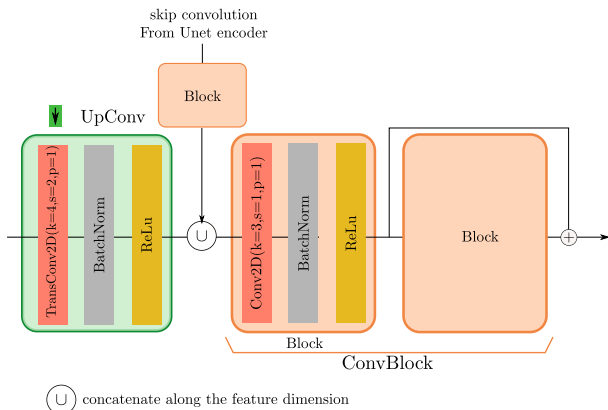 skip convolution
From Unet encoder
Block
UpConv
TransConv2D(k=4,s=2,p=1)
BatchNorm
ReLu
∪
Conv2D(k=3,s=1,p=1)
BatchNorm
ReLu
Block
+
Block
ConvBlock
∪ concatenate along the feature dimension